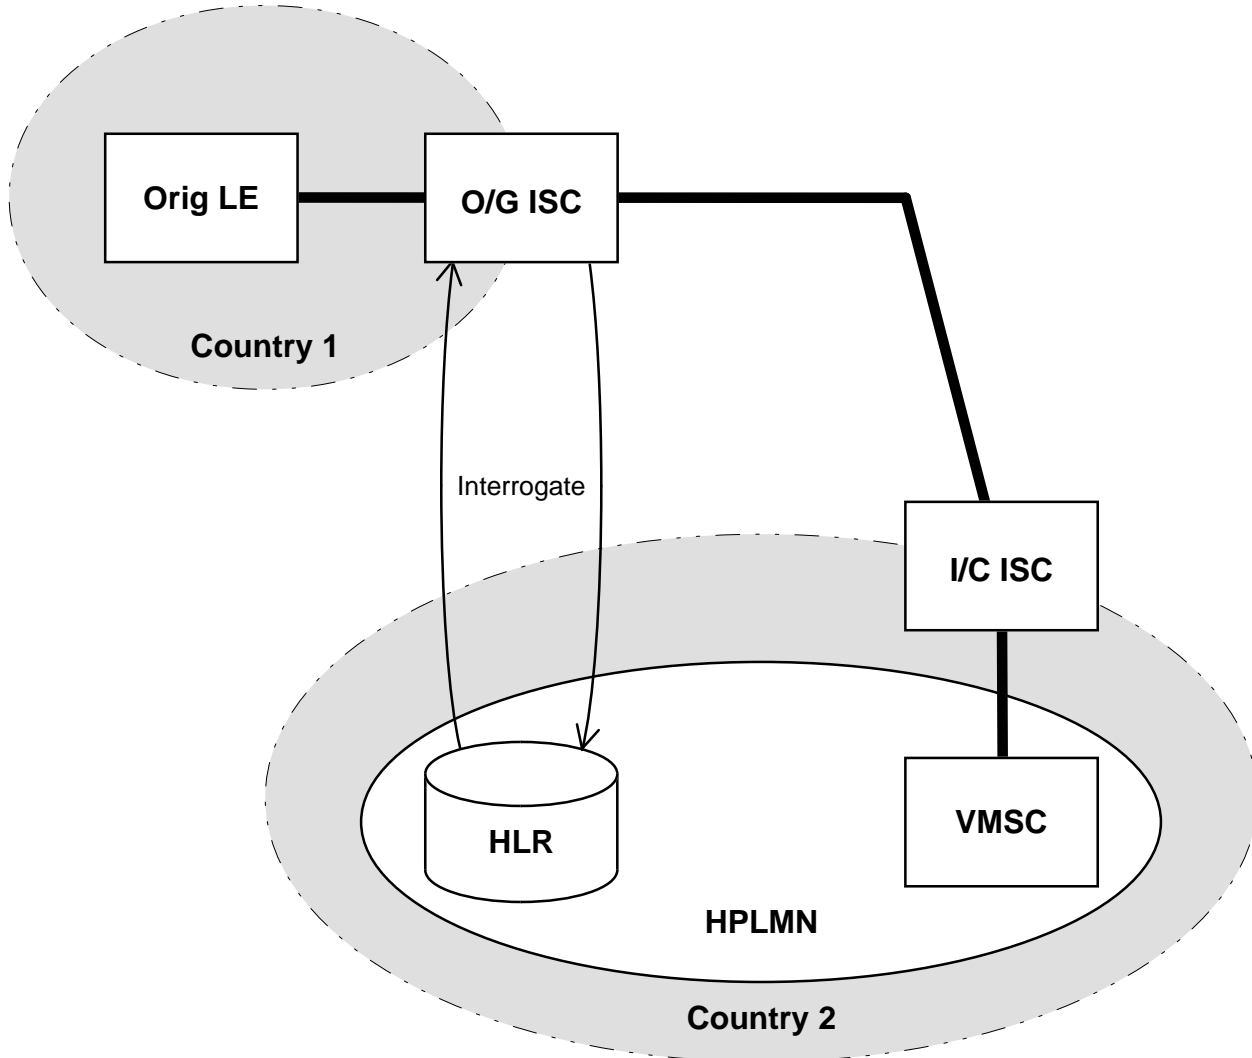 Orig LE
O/G ISC
Country 1
Interrogate
I/C ISC
HLR
VMSC
HPLMN
Country 2